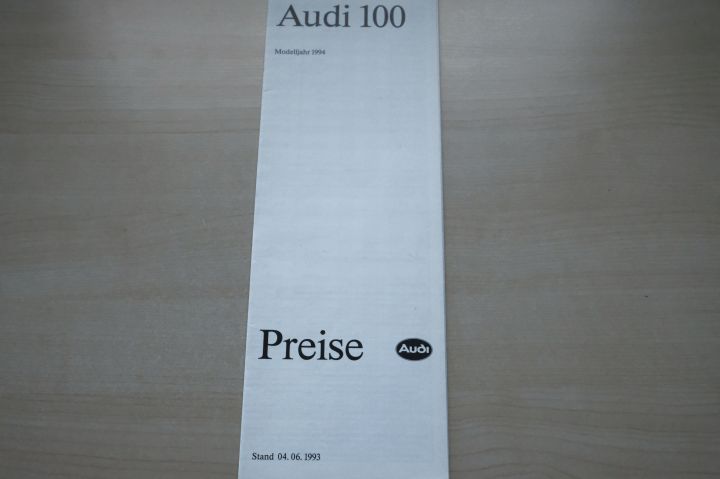 Audi 100
Modelljahr 1994
Preise
Audi
Stand 04.06.1993